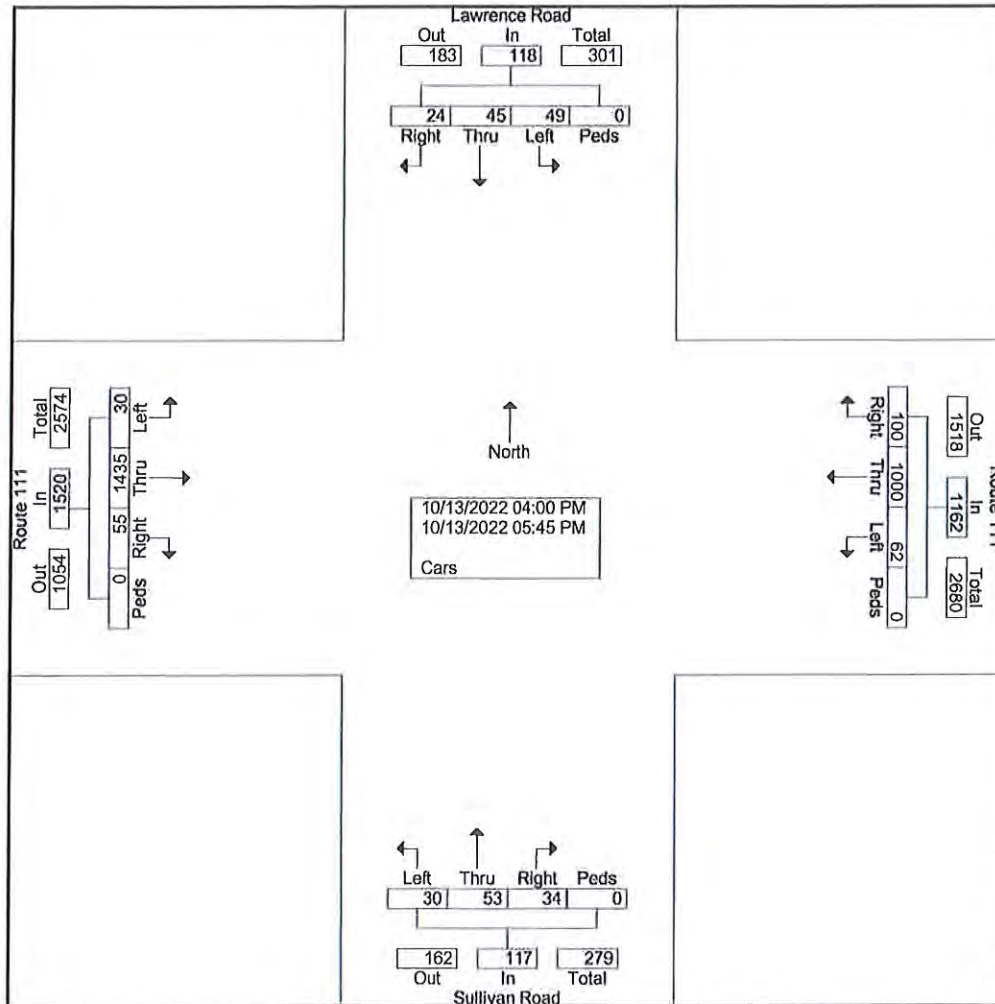 Lawrence Road
Out In Total
183 118 301
24 45 49 0
Right Thru Left Peds
Route 111
Total In Out
2574 1520 1054
30 1435 55 0
Left Thru Right Peds
North
10/13/2022 04:00 PM
10/13/2022 05:45 PM
Cars
Right Thru Left Peds
100 1000 62 0
Out In Total
1518 1162 2680
Left Thru Right Peds
30 53 34 0
162 117 279
Out In Total
Sullivan Road